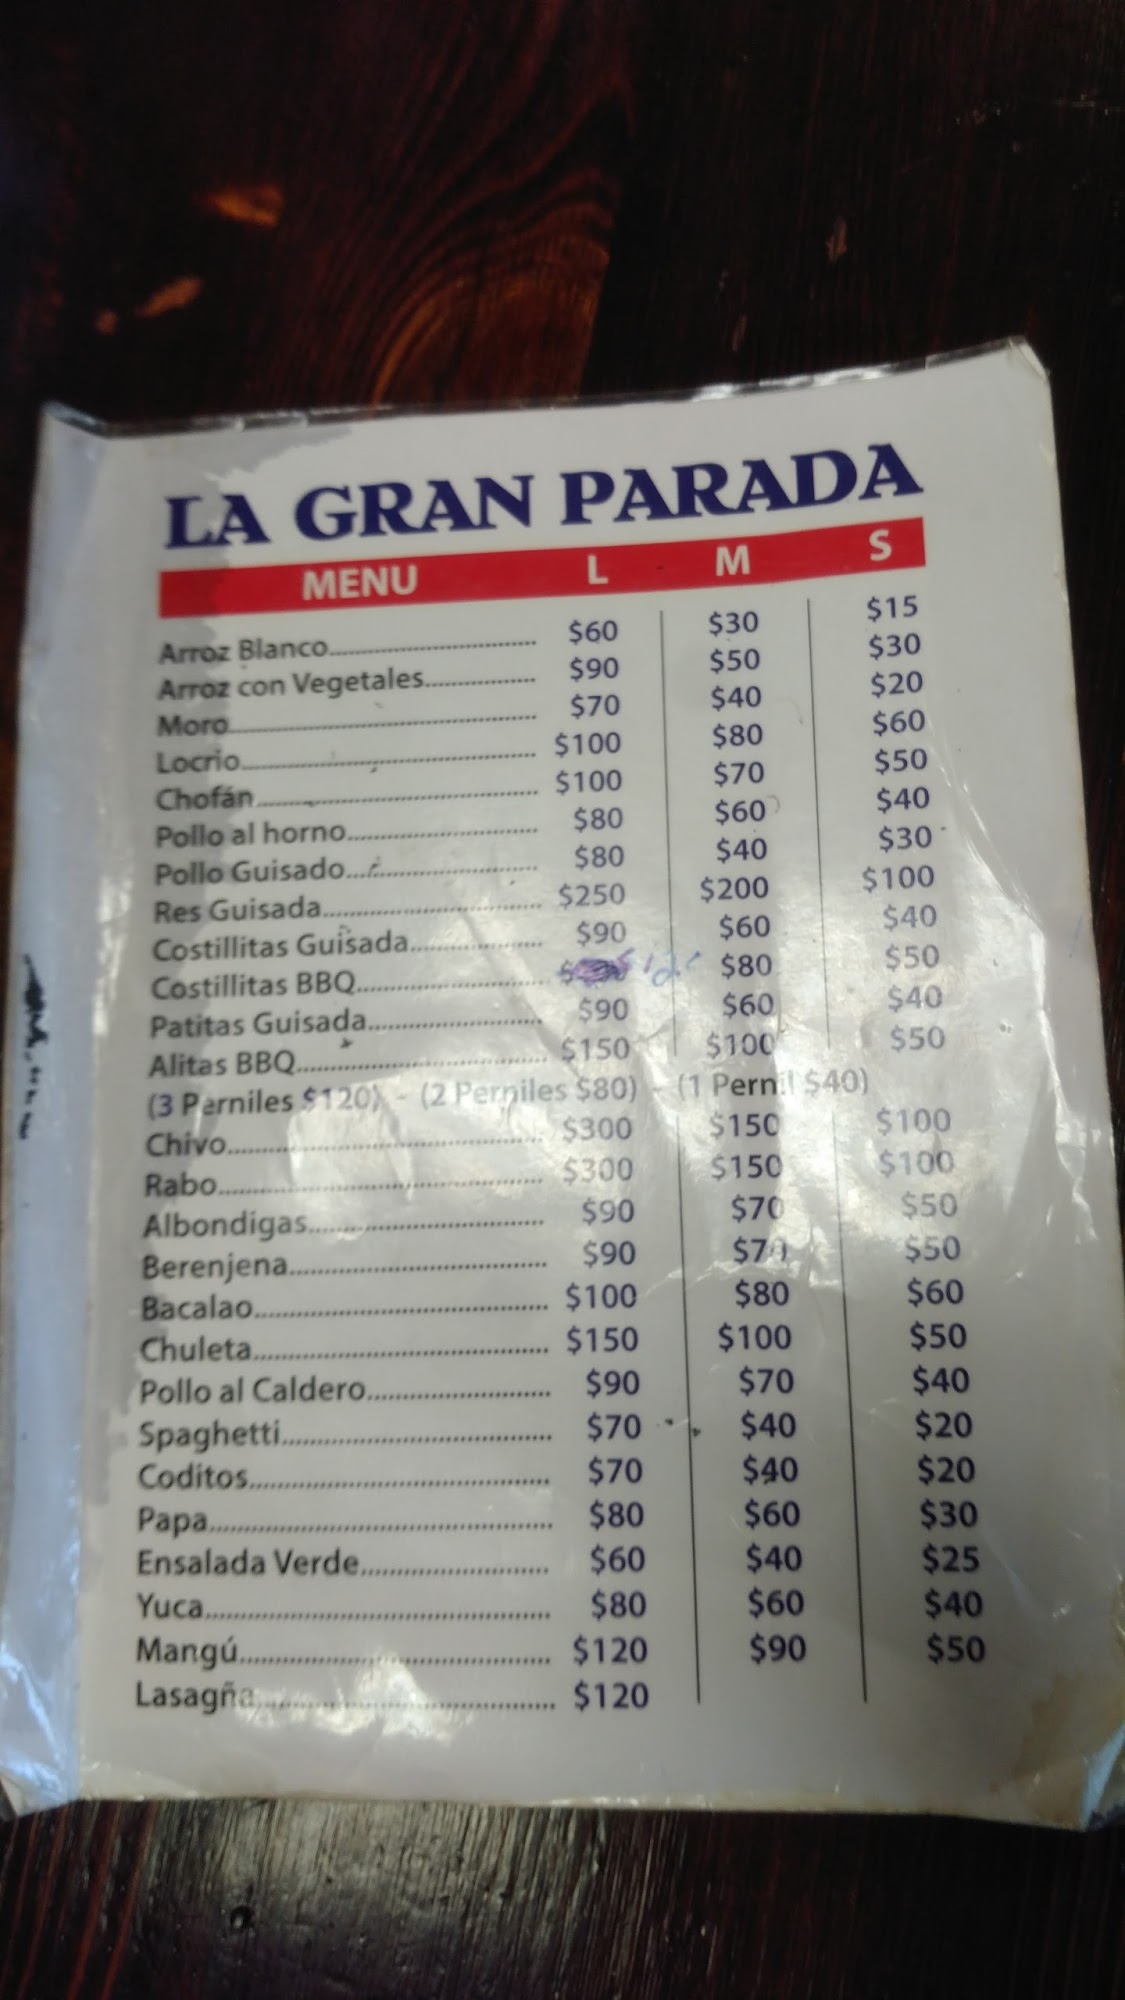 LA GRAN PARADA
MENU L M S
Arroz Blanco $60 $30 $15
Arroz con Vegetales $90 $50 $30
Moro $70 $40 $20
Locrio $100 $80 $60
Chofán $100 $70 $50
Pollo al horno $80 $60 $40
Pollo Guisado $80 $40 $30
Res Guisada $250 $200 $100
Costillitas Guisada $90 $60 $40
Costillitas BBQ $80 $50
Patitas Guisada $90 $60 $40
Alitas BBQ $150 $100 $50
(3 Perniles $120) - (2 Perniles $80) - (1 Pernil $40)
Chivo $300 $150 $100
Rabo $300 $150 $100
Albondigas $90 $70 $50
Berenjena $90 $70 $50
Bacalao $100 $80 $60
Chuleta $150 $100 $50
Pollo al Caldero $90 $70 $40
Spaghetti $70 $40 $20
Coditos $70 $40 $20
Papa $80 $60 $30
Ensalada Verde $60 $40 $25
Yuca $80 $60 $40
Mangú $120 $90 $50
Lasagña $120